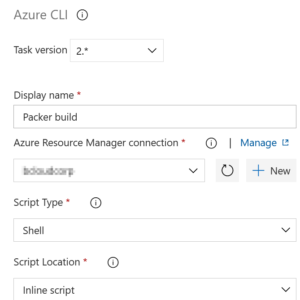 Azure CLI
Task version 2.*
Display name *
Packer build
Azure Resource Manager connection * | Manage
New
Script Type *
Shell
Script Location *
Inline script